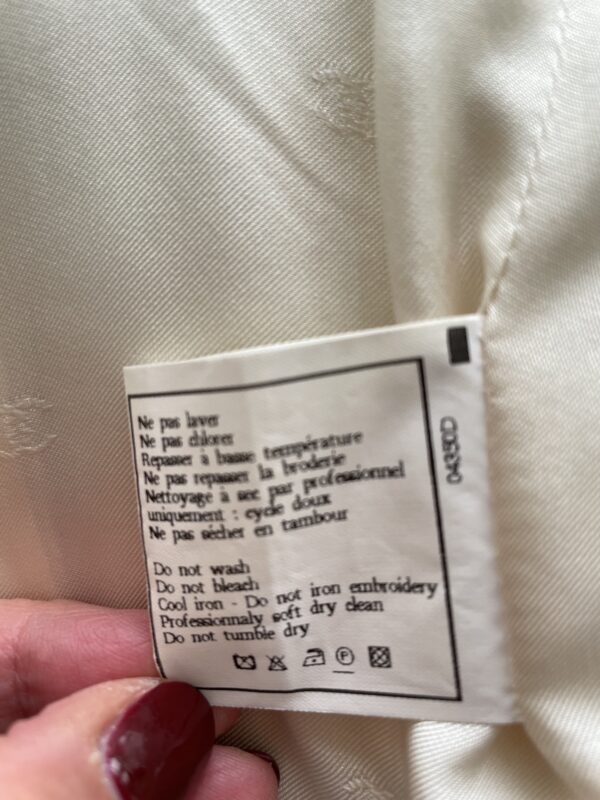 Ne pas laver
Ne pas chlorer
Repasser à basse température
Ne pas repasser la broderie
Nettoyage à sec par professionnel
uniquement : cycle doux
Ne pas sécher en tambour
Do not wash
Do not bleach
Cool iron - Do not iron embroidery
Professionnaly soft dry clean
Do not tumble dry
P
04350D